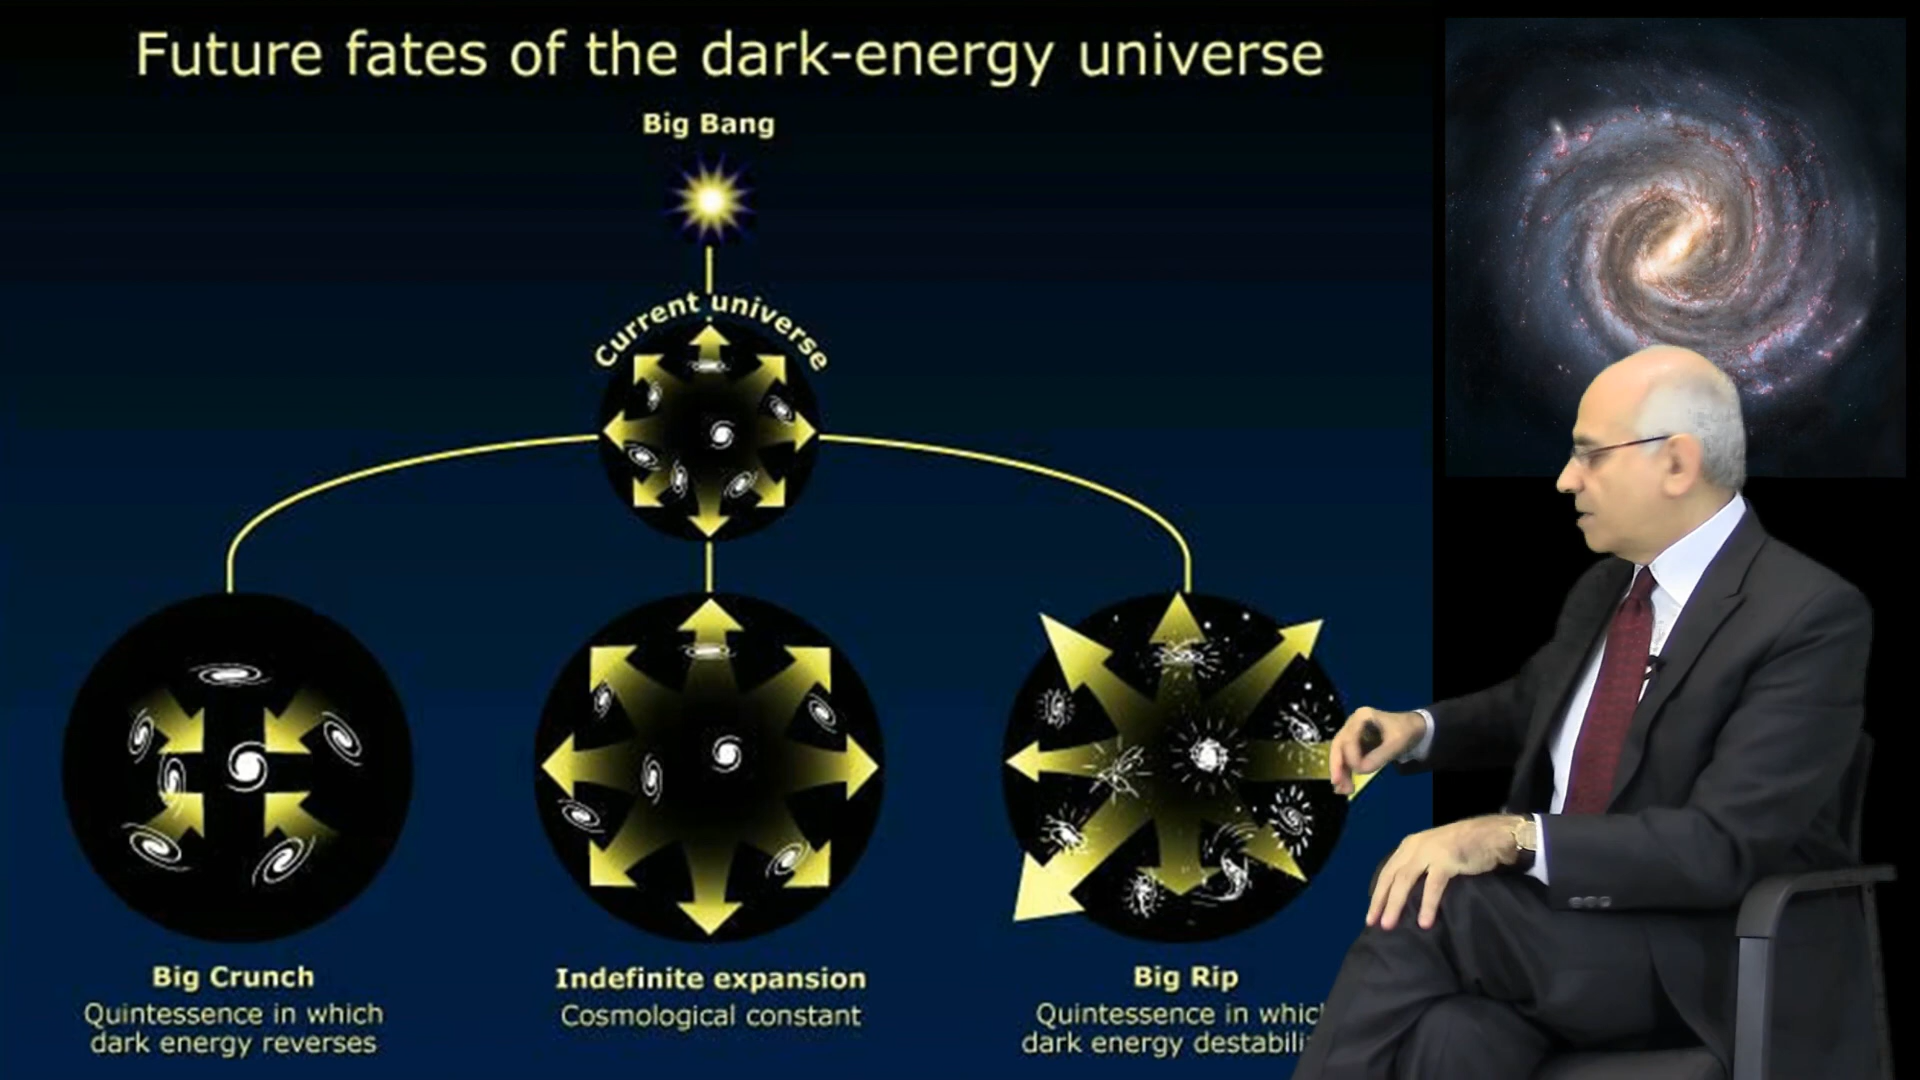 Future fates of the dark-energy universe
Big Bang
Current universe
Big Crunch
Quintessence in which
dark energy reverses
Indefinite expansion
Cosmological constant
Big Rip
Quintessence in
dark energy